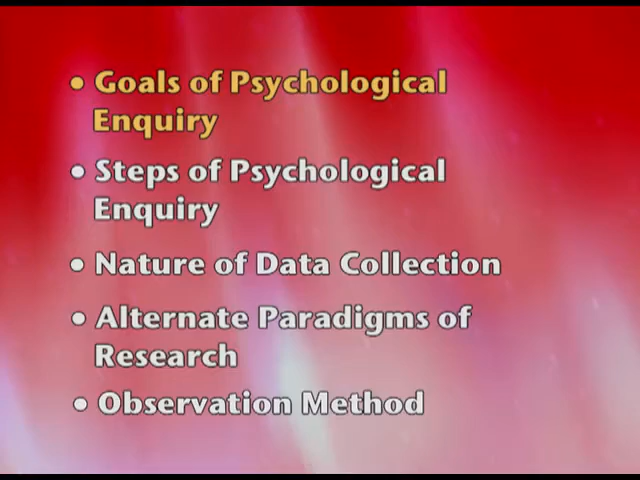 • Goals of Psychological
Enquiry
• Steps of Psychological
Enquiry
• Nature of Data Collection
• Alternate Paradigms of
Research
• Observation Method